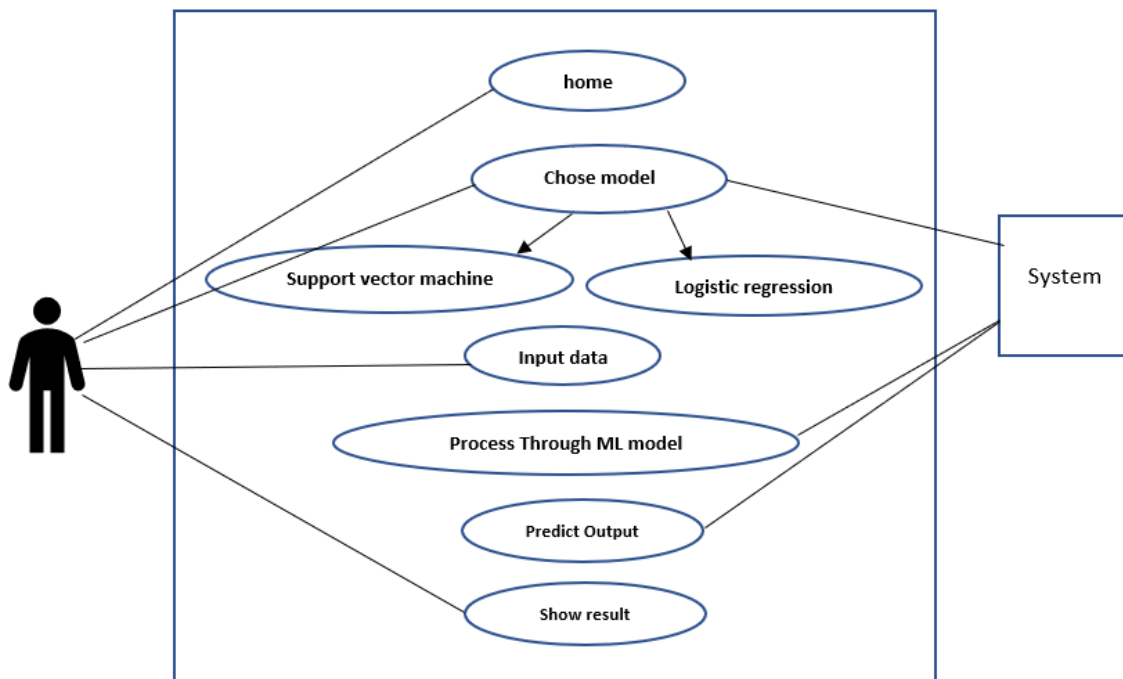 home
Chose model
Support vector machine
Logistic regression
System
Input data
Process Through ML model
Predict Output
Show result